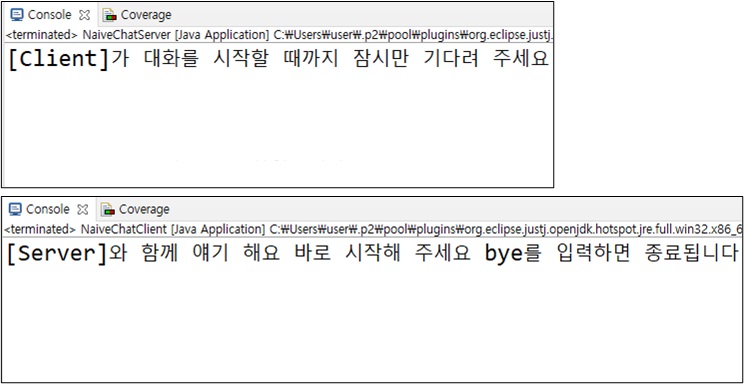 Console Coverage
<terminated> NaiveChatServer [Java Application] C:₩Users₩user₩.p2₩pool₩plugins₩org.eclipse.justj.
[Client]가 대화를 시작할 때까지 잠시만 기다려 주세요
Console Coverage
<terminated> NaiveChatClient [Java Application] C:₩Users₩user₩.p2₩pool₩plugins₩org.eclipse.justj.openjdk.hotspot.jre.full.win32.x86_6
[Server]와 함께 얘기 해요 바로 시작해 주세요 bye를 입력하면 종료됩니다